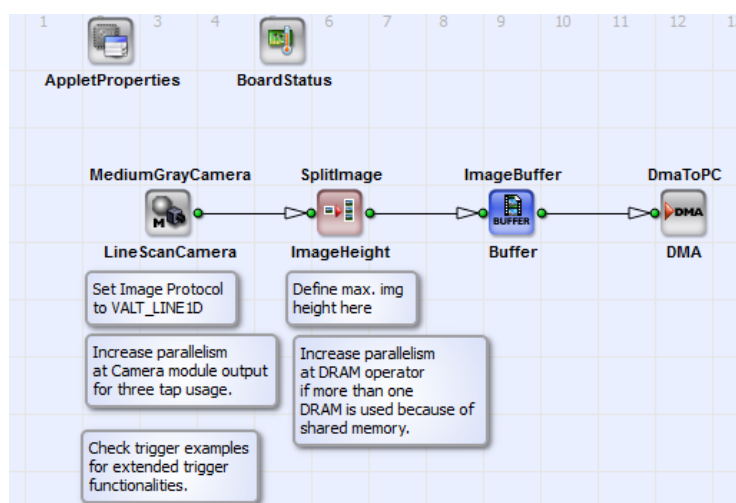 1 3 4 6 7 8 9 10 11 12
AppletProperties BoardStatus
MediumGrayCamera SplitImage ImageBuffer DmaToPC
M BUFFER DMA
LineScanCamera ImageHeight Buffer DMA
Set Image Protocol
to VALT_LINE1D
Define max. img
height here
Increase parallelism
at Camera module output
for three tap usage.
Increase parallelism
at DRAM operator
if more than one
DRAM is used because of
shared memory.
Check trigger examples
for extended trigger
functionalities.